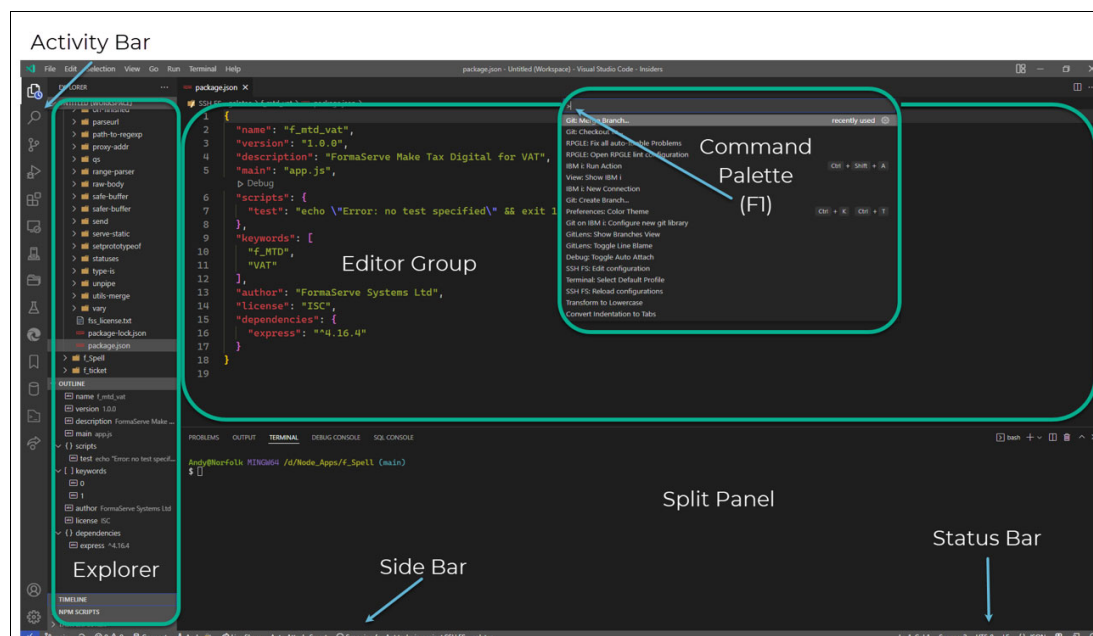 Activity Bar
File Edit Selection View Go Run Terminal Help
package.json - Untitled (Workspace) - Visual Studio Code - Insiders
EXPLORER
package.json
UNTITLED (WORKSPACE)
on-finished
parseurl
path-to-regexp
proxy-addr
qs
range-parser
raw-body
safe-buffer
safer-buffer
send
serve-static
setprototypeof
statuses
type-is
unpipe
utils-merge
vary
fss_license.txt
package-lock.json
package.json
f_Spell
f_ticket
OUTLINE
name f_mtd_vat
version 1.0.0
description FormaServe Make ...
main app.js
{} scripts
test echo "Error: no test specif...
[ ] keywords
0
1
author FormaServe Systems Ltd
license ISC
{} dependencies
express ^4.16.4
Explorer
TIMELINE
NPM SCRIPTS
1 {
2 "name": "f_mtd_vat",
3 "version": "1.0.0",
4 "description": "FormaServe Make Tax Digital for VAT",
5 "main": "app.js",
Debug
6 "scripts": {
7 "test": "echo \"Error: no test specified\" && exit 1
8 },
9 "keywords": [
10 "f_MTD",
11 "VAT"
12 ],
13 "author": "FormaServe Systems Ltd",
14 "license": "ISC",
15 "dependencies": {
16 "express": "^4.16.4"
17 }
18 }
19
Editor Group
>
Git: Merge Branch... recently used
Git: Checkout
RPGLE: Fix all Problems
RPGLE: Open RPGLE lint configuration
IBM i: Run Action Ctrl + Shift + A
View: Show IBM i
IBM i: New Connection
Git: Create Branch...
Preferences: Color Theme Ctrl + K Ctrl + T
Git on IBM i: Configure new git library
GitLens: Show Branches View
GitLens: Toggle Line Blame
Debug: Toggle Auto Attach
SSH FS: Edit configuration
Terminal: Select Default Profile
SSH FS: Reload configurations
Transform to Lowercase
Convert Indentation to Tabs
Command
Palette
(F1)
PROBLEMS OUTPUT TERMINAL DEBUG CONSOLE SQL CONSOLE
bash
Andy@Norfolk MINGW64 /d/Node_Apps/f_Spell (main)
$
Split Panel
Status Bar
Side Bar